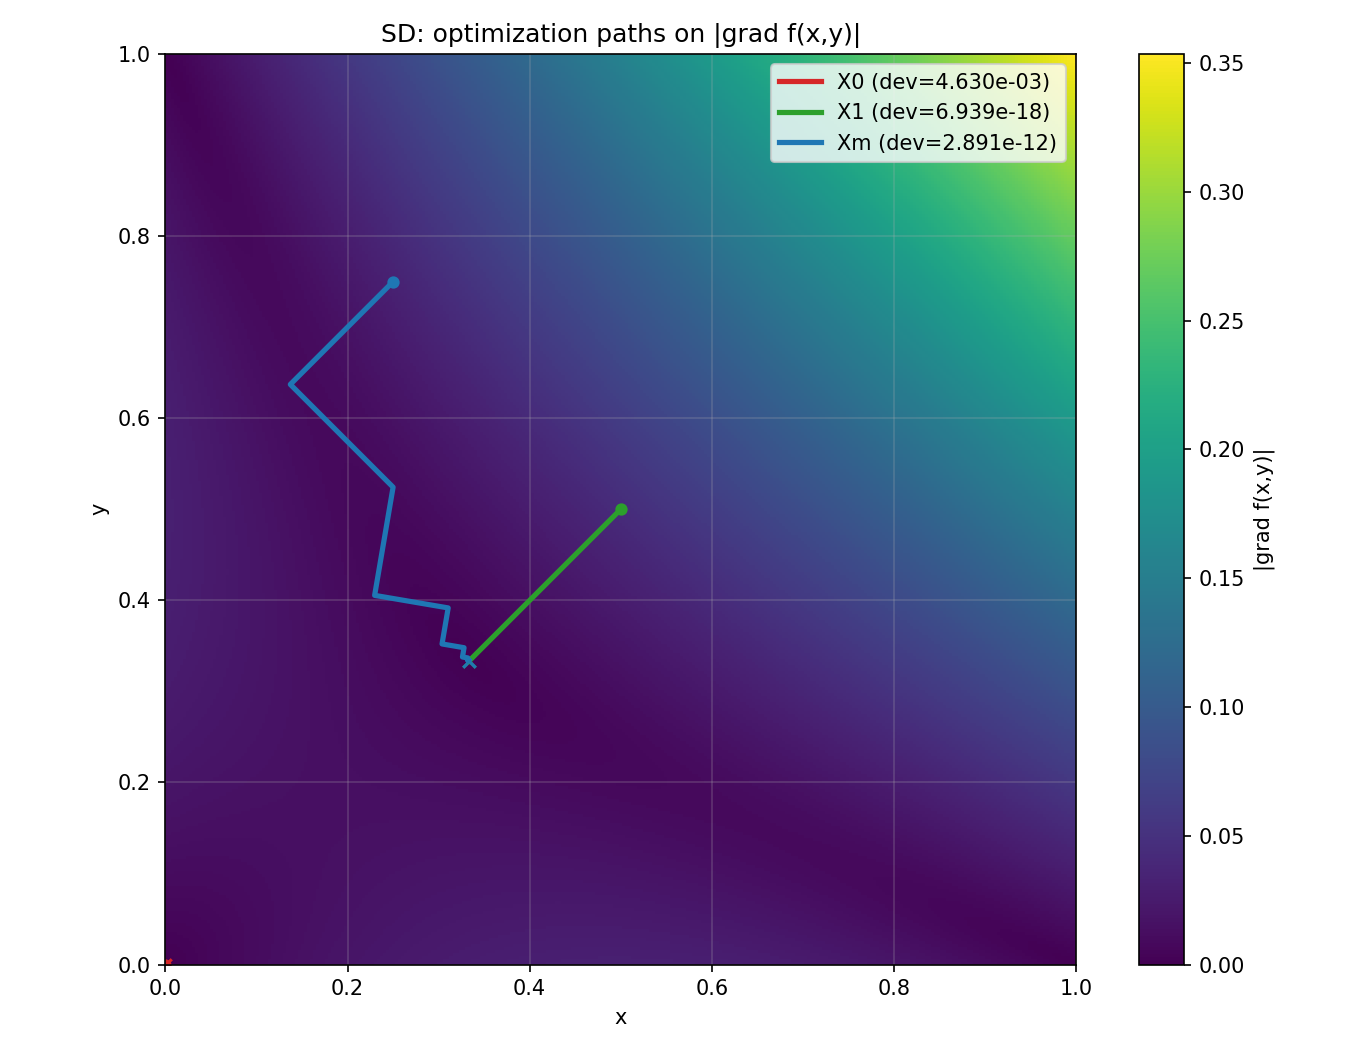 SD: optimization paths on |grad f(x,y)|
X0 (dev=4.630e-03)
X1 (dev=6.939e-18)
Xm (dev=2.891e-12)
1.0
0.8
0.6
0.4
0.2
0.0
y
0.0 0.2 0.4 0.6 0.8 1.0
x
0.35
0.30
0.25
0.20
0.15
0.10
0.05
0.00
|grad f(x,y)|